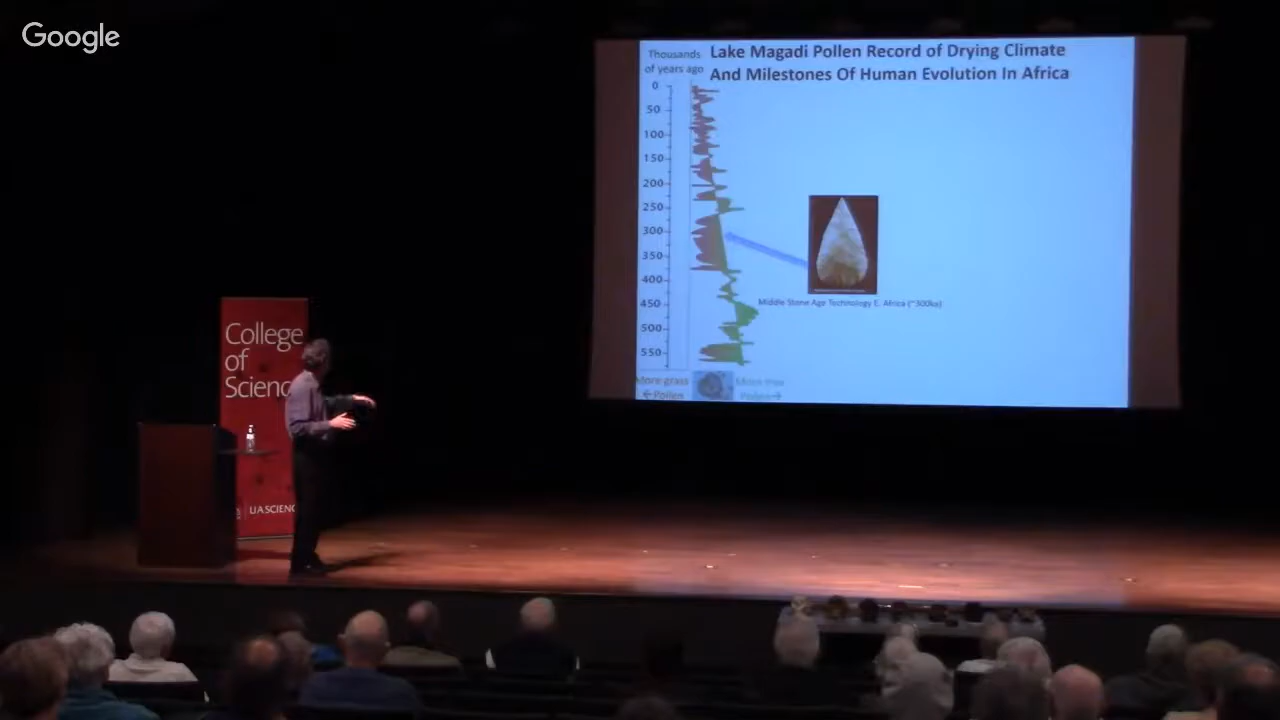 Google
Thousands
of years ago
Lake Magadi Pollen Record of Drying Climate
And Milestones Of Human Evolution In Africa
0
50
100
150
200
250
300
350
400
450
500
550
Middle Stone Age Technology E. Africa (~300ka)
More grass
← Pollen
More tree
Pollen→
College
of
Scienc
UASCIENC